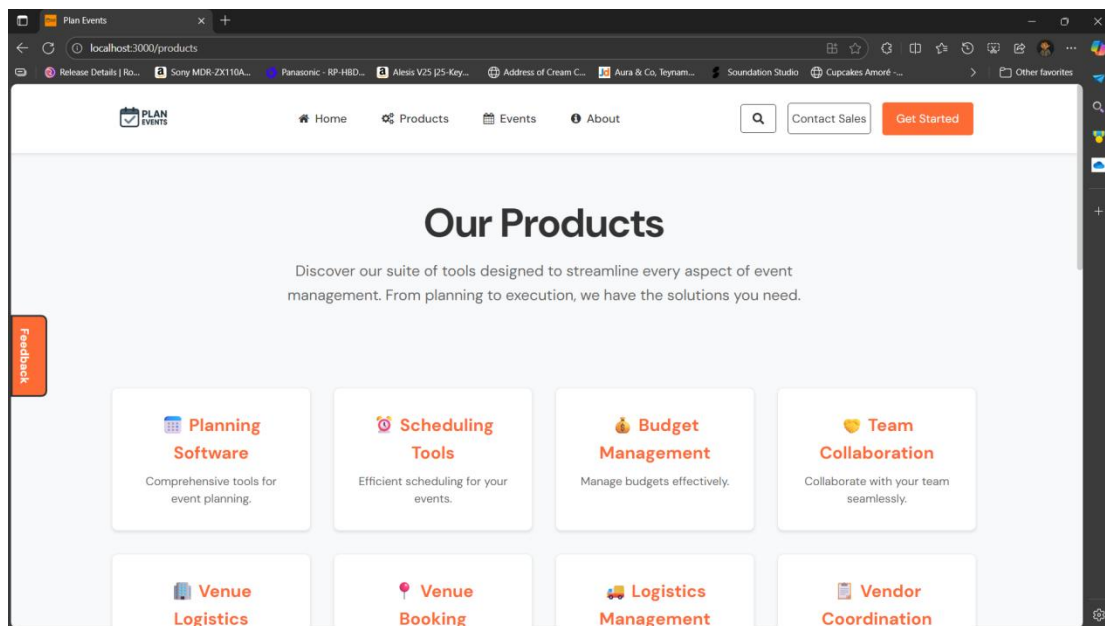 Plan Events
localhost:3000/products
Release Details | Ro...
Sony MDR-ZX110A...
Panasonic - RP-HBD...
Alesis V25 |25-Key...
Address of Cream C...
Aura & Co, Teynam...
Soundation Studio
Cupcakes Amoré -...
Other favorites
PLAN
EVENTS
Home
Products
Events
About
Contact Sales
Get Started
Our Products
Discover our suite of tools designed to streamline every aspect of event
management. From planning to execution, we have the solutions you need.
Feedback
Planning
Software
Comprehensive tools for
event planning.
Scheduling
Tools
Efficient scheduling for your
events.
Budget
Management
Manage budgets effectively.
Team
Collaboration
Collaborate with your team
seamlessly.
Venue
Logistics
Venue
Booking
Logistics
Management
Vendor
Coordination